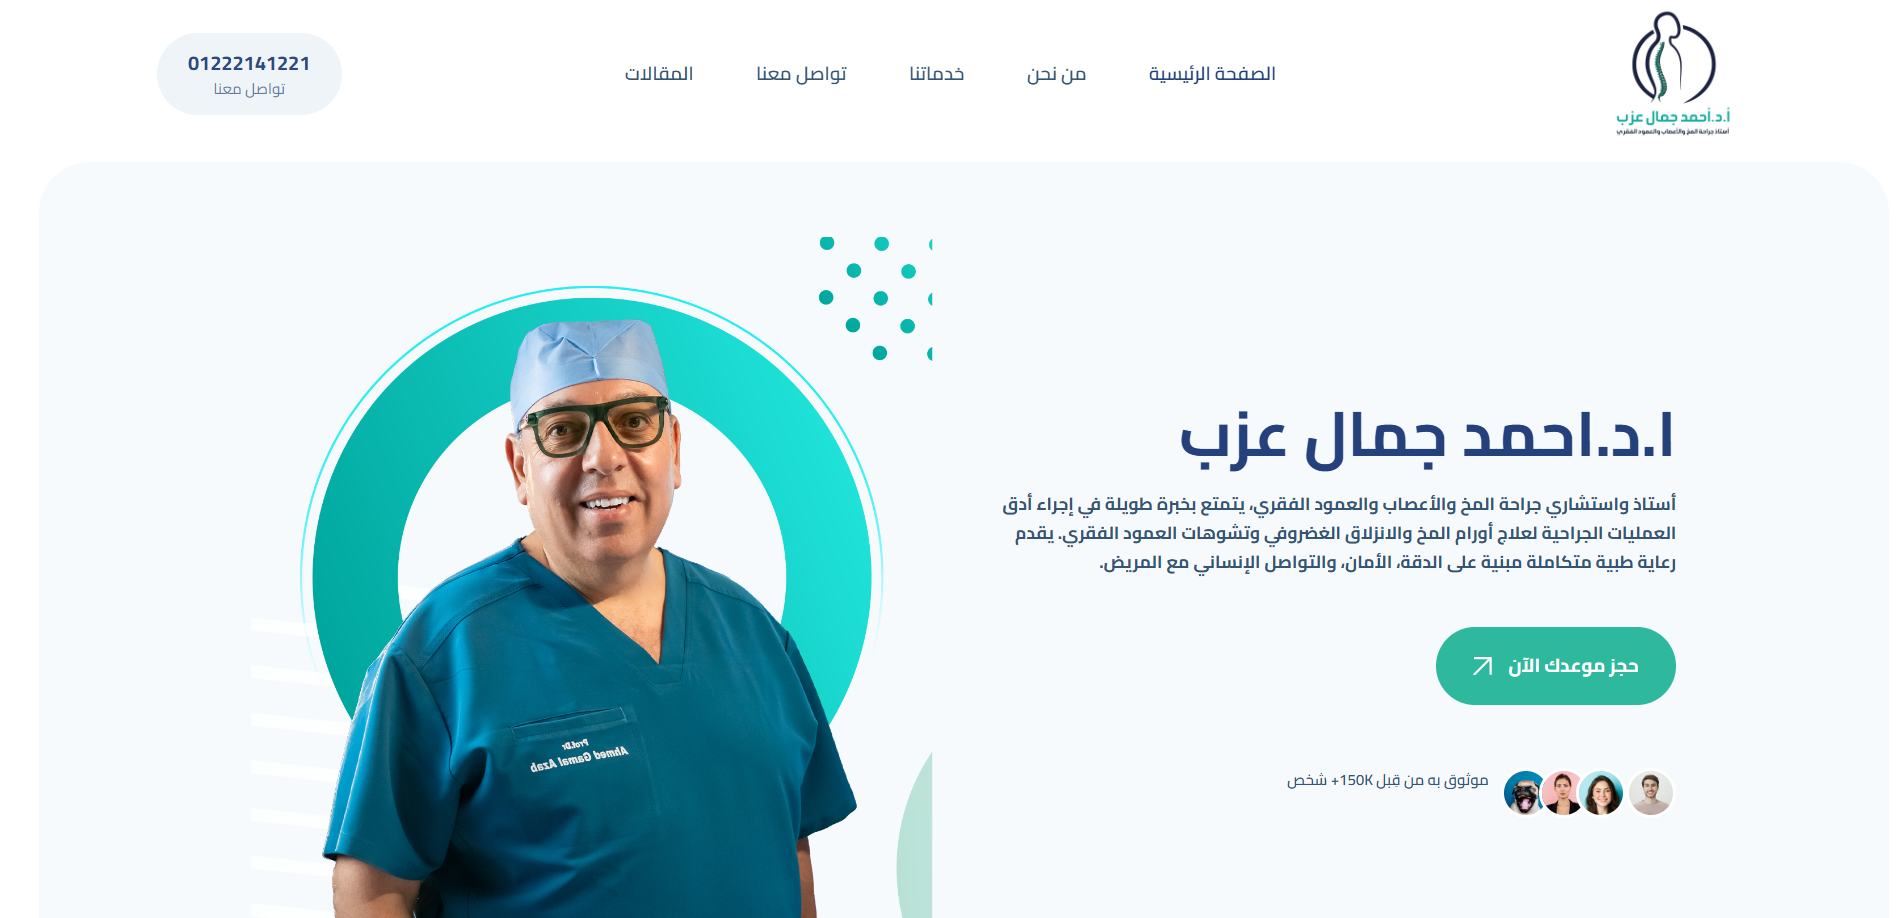 أ.د.أحمد جمال عزب
أستاذ جراحة المخ والأعصاب والعمود الفقري
الصفحة الرئيسية
من نحن
خدماتنا
تواصل معنا
المقالات
01222141221
تواصل معنا
ا.د.احمد جمال عزب
أستاذ واستشاري جراحة المخ والأعصاب والعمود الفقري، يتمتع بخبرة طويلة في إجراء أدق
العمليات الجراحية لعلاج أورام المخ والانزلاق الغضروفي وتشوهات العمود الفقري. يقدم
رعاية طبية متكاملة مبنية على الدقة، الأمان، والتواصل الإنساني مع المريض.
حجز موعدك الآن
موثوق به من قِبل 150K+ شخص
Prof.Dr
Ahmed Gamal Azab